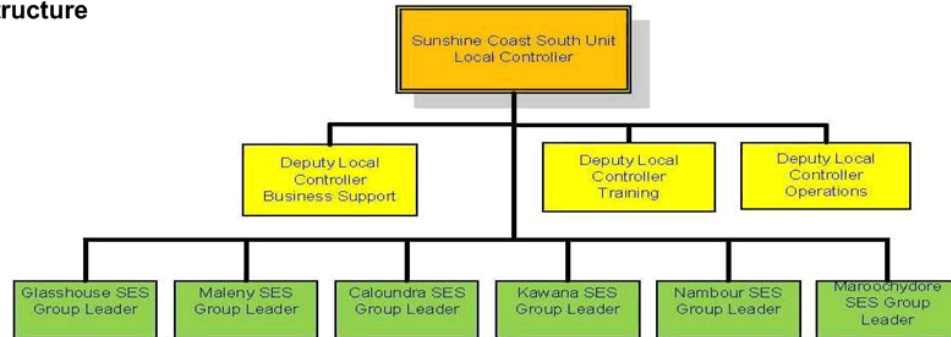 ructure
Sunshine Coast South Unit
Local Controller
Deputy Local
Controller
Business Support
Deputy Local
Controller
Training
Deputy Local
Controller
Operations
Glasshouse SES
Group Leader
Maleny SES
Group Leader
Caloundra SES
Group Leader
Kawana SES
Group Leader
Nambour SES
Group Leader
Maroochydore
SES Group
Leader